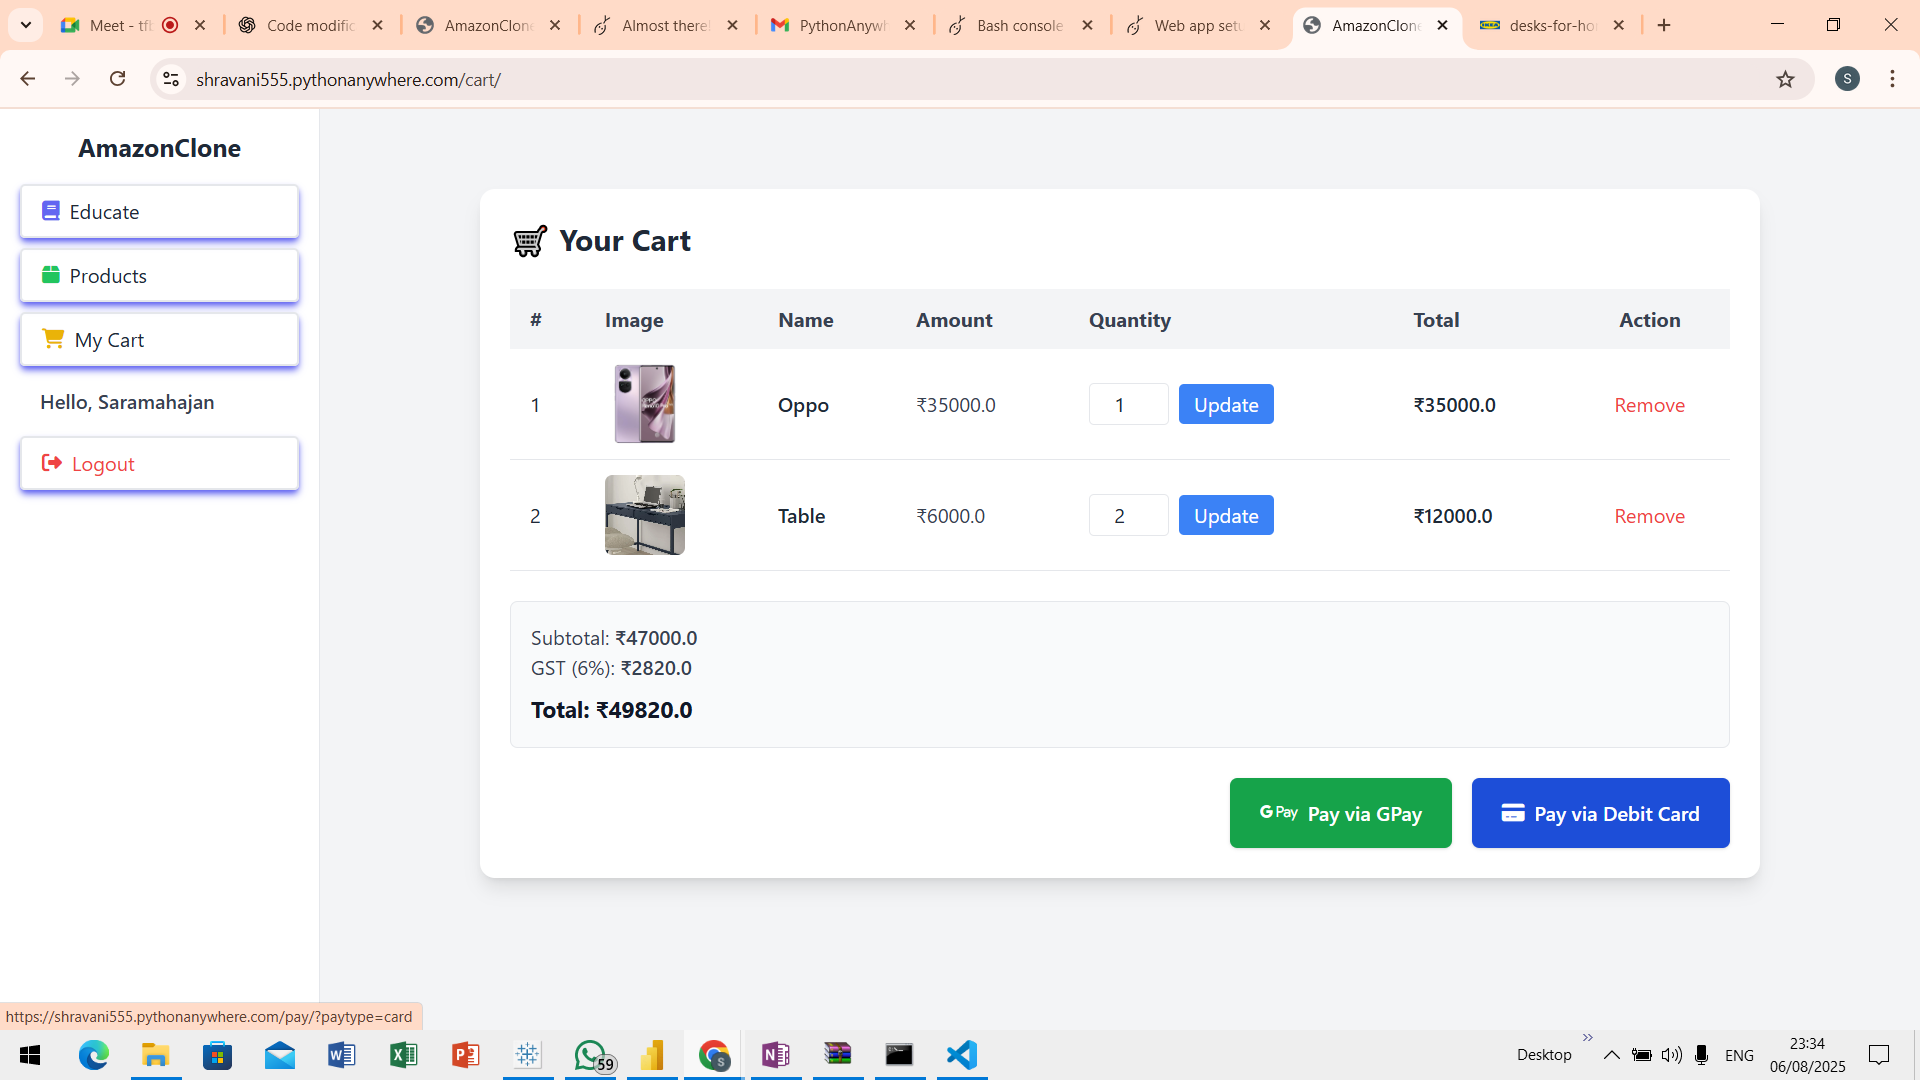 Meet - tfb
Code modific
AmazonClone
Almost there!
PythonAnywh
Bash console
Web app setu
AmazonClone
desks-for-hom
shravani555.pythonanywhere.com/cart/
S
AmazonClone
Educate
Products
My Cart
Hello, Saramahajan
Logout
Your Cart
# Image Name Amount Quantity Total Action
1 Oppo ₹35000.0 1 Update ₹35000.0 Remove
2 Table ₹6000.0 2 Update ₹12000.0 Remove
Subtotal: ₹47000.0
GST (6%): ₹2820.0
Total: ₹49820.0
G Pay Pay via GPay
Pay via Debit Card
https://shravani555.pythonanywhere.com/pay/?paytype=card
59
S
Desktop
ENG
23:34
06/08/2025